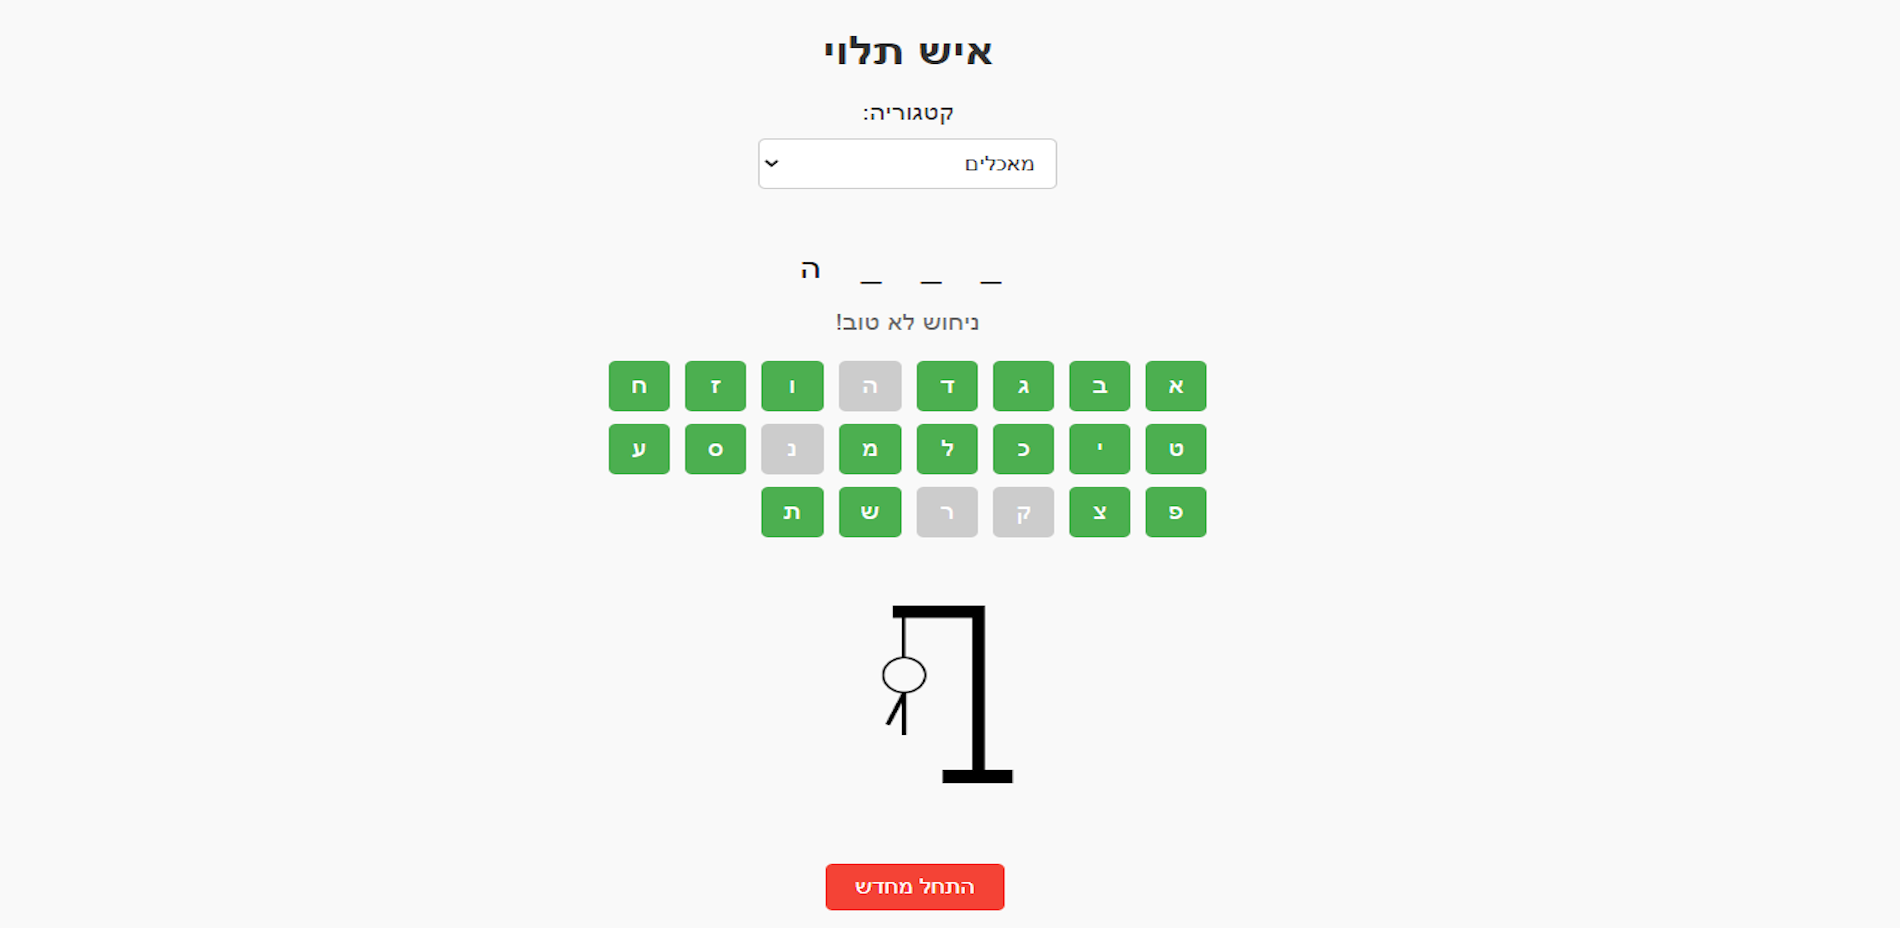 איש תלוי
קטגוריה:
מאכלים
_ _ _ ה
ניחוש לא טוב!
א ב ג ד ה ו ז ח
ט י כ ל מ נ ס ע
פ צ ק ר ש ת
התחל מחדש